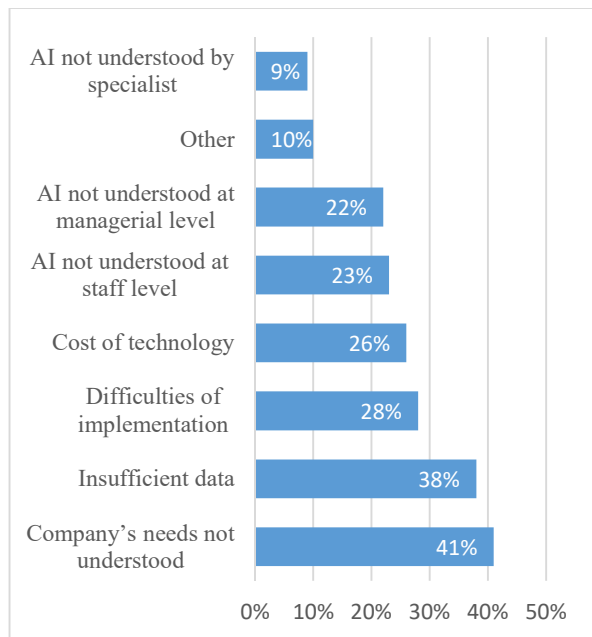 AI not understood by
specialist
9%
Other
10%
AI not understood at
managerial level
22%
AI not understood at
staff level
23%
Cost of technology
26%
Difficulties of
implementation
28%
Insufficient data
38%
Company’s needs not
understood
41%
0% 10% 20% 30% 40% 50%